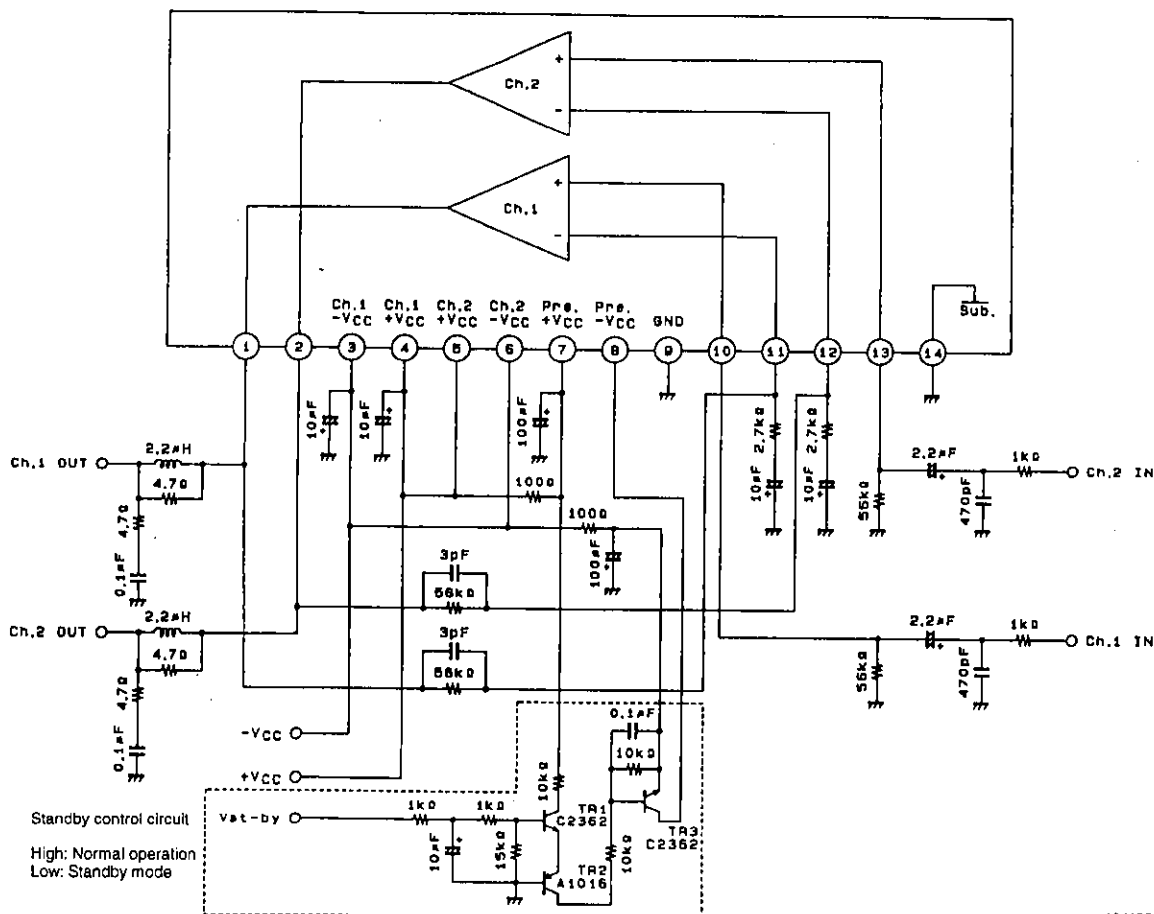 Ch.2
+
-
Ch.1
+
-
Sub.
Ch.1 -VCC
Ch.1 +VCC
Ch.2 +VCC
Ch.2 -VCC
Pre. +VCC
Pre. -VCC
GND
1 2 3 4 5 6 7 8 9 10 11 12 13 14
10µF
+
10µF
+
100µF
+
2.7kΩ
2.7kΩ
10µF
+
10µF
+
Ch.1 OUT
2.2µH
4.7Ω
4.7Ω
0.1µF
100Ω
100Ω
100µF
+
56kΩ
2.2µF
+
470pF
1kΩ
Ch.2 IN
3pF
56kΩ
Ch.2 OUT
2.2µH
4.7Ω
4.7Ω
0.1µF
3pF
56kΩ
56kΩ
2.2µF
+
470pF
1kΩ
Ch.1 IN
-VCC
+VCC
0.1µF
10kΩ
10kΩ
Vst-by
1kΩ
1kΩ
10µF
+
15kΩ
TR1
C2362
TR2
A1016
10kΩ
TR3
C2362
Standby control circuit
High: Normal operation
Low: Standby mode